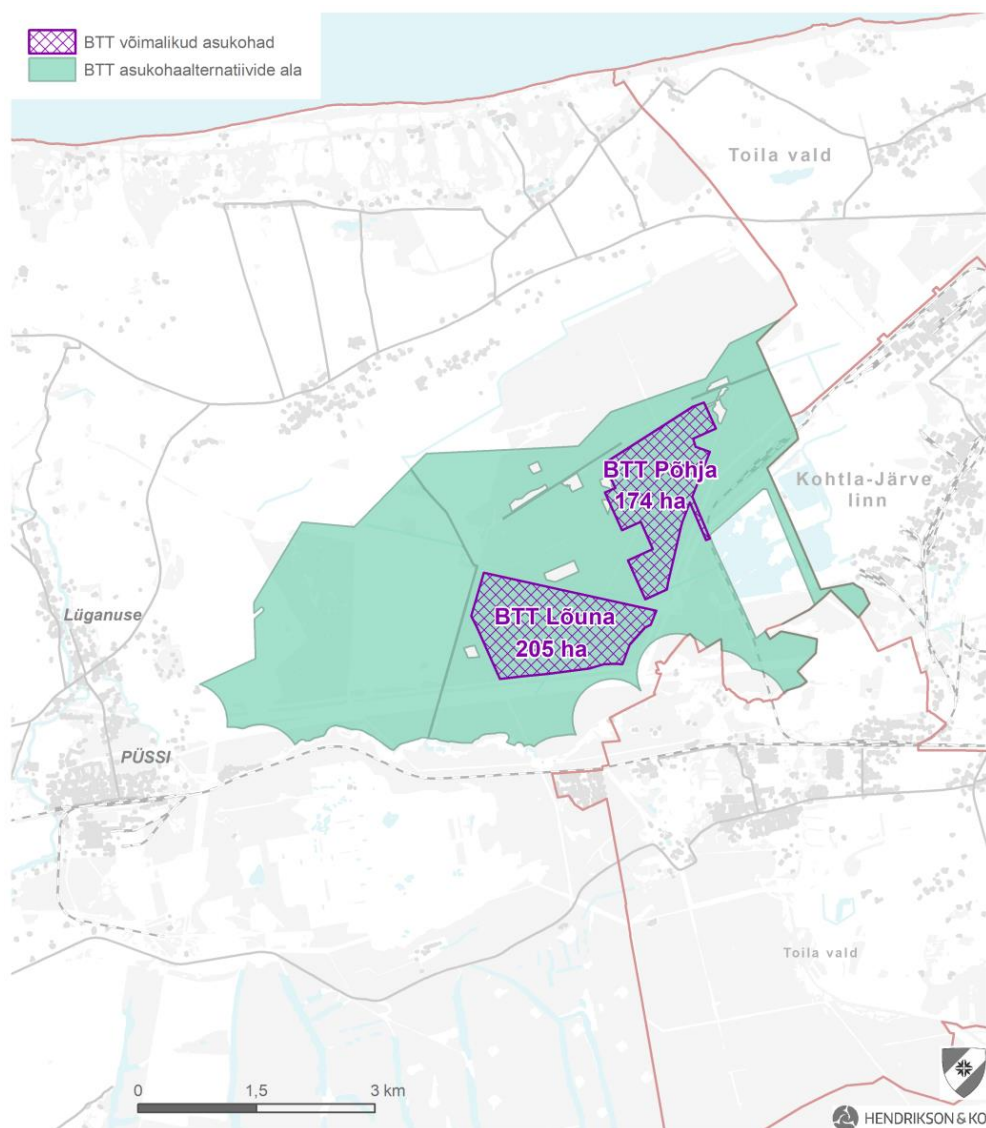 BTT võimalikud asukohad
BTT asukohaalternatiivide ala
Toila vald
Kohtla-Järve
linn
BTT Põhja
174 ha
BTT Lõuna
205 ha
Lüganuse
PÜSSI
Toila vald
0 1,5 3 km
HENDRIKSON & KO